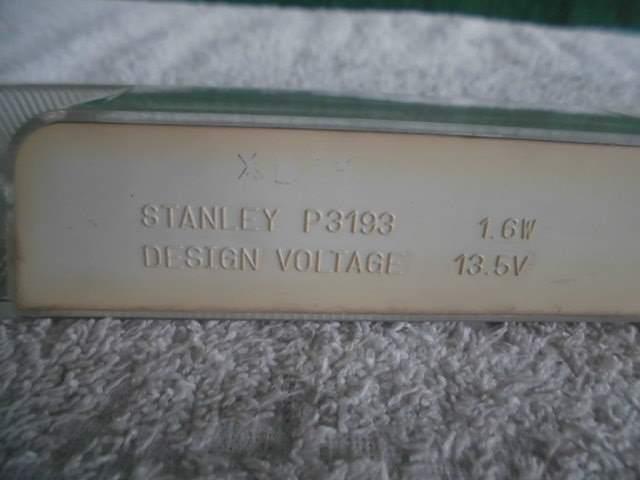 STANLEY P3193 1.6W
DESIGN VOLTAGE 13.5V